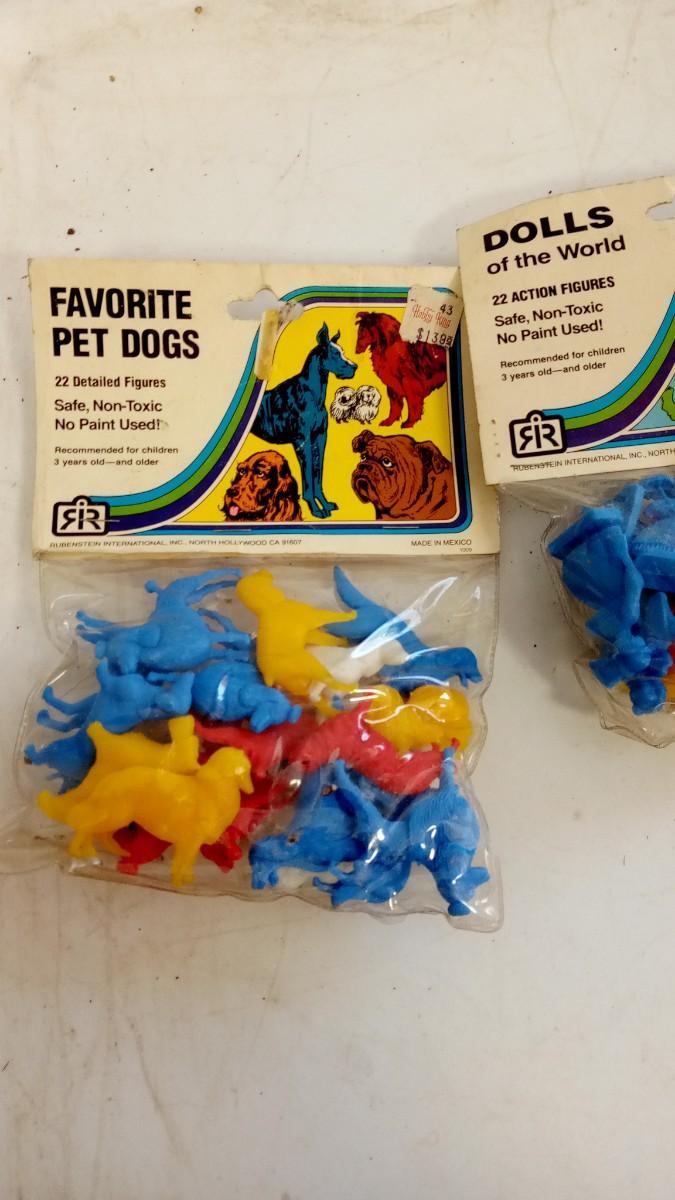 FAVORITE
PET DOGS
22 Detailed Figures
Safe, Non-Toxic
No Paint Used!
Recommended for children
3 years old—and older
RIR
RUBENSTEIN INTERNATIONAL, INC., NORTH HOLLYWOOD CA 91607
MADE IN MEXICO
1009
43
Hobby King
DOLLS
of the World
22 ACTION FIGURES
Safe, Non-Toxic
No Paint Used!
Recommended for children
3 years old—and older
RIR
RUBENSTEIN INTERNATIONAL, INC., NORTH